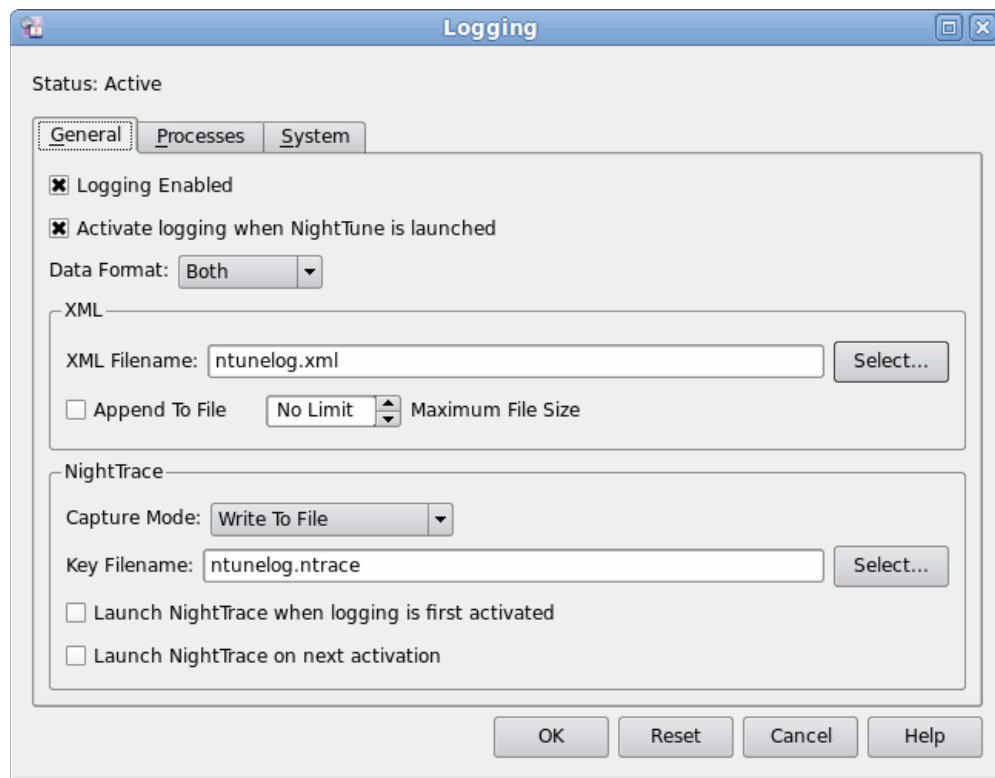 Logging
Status: Active
General Processes System
Logging Enabled
Activate logging when NightTune is launched
Data Format: Both
XML
XML Filename: ntunelog.xml Select...
Append To File No Limit Maximum File Size
NightTrace
Capture Mode: Write To File
Key Filename: ntunelog.ntrace Select...
Launch NightTrace when logging is first activated
Launch NightTrace on next activation
OK Reset Cancel Help